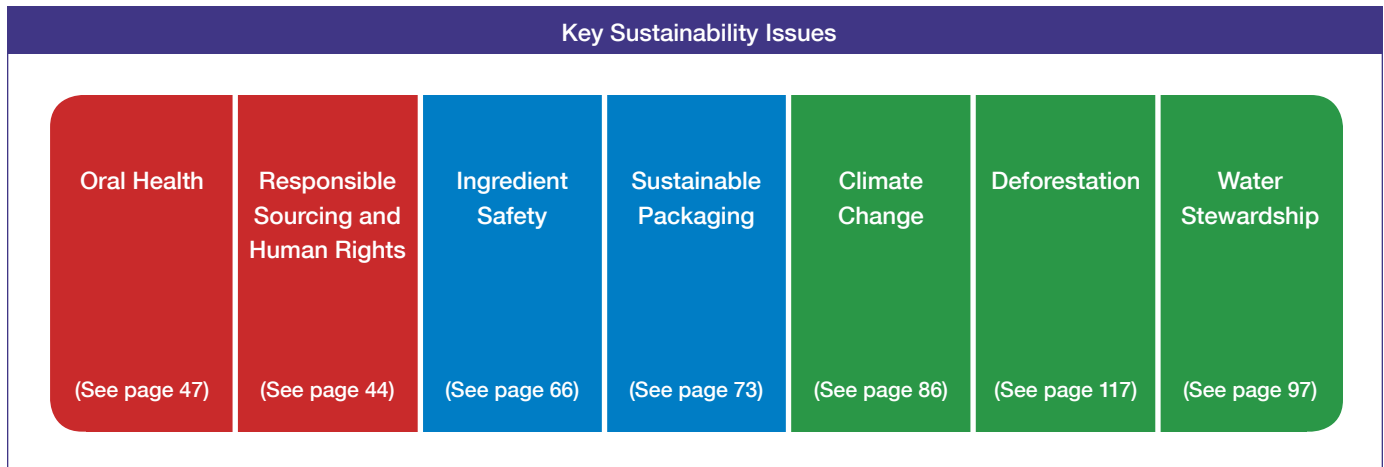 Key Sustainability Issues
Oral Health
(See page 47)
Responsible
Sourcing and
Human Rights
(See page 44)
Ingredient
Safety
(See page 66)
Sustainable
Packaging
(See page 73)
Climate
Change
(See page 86)
Deforestation
(See page 117)
Water
Stewardship
(See page 97)